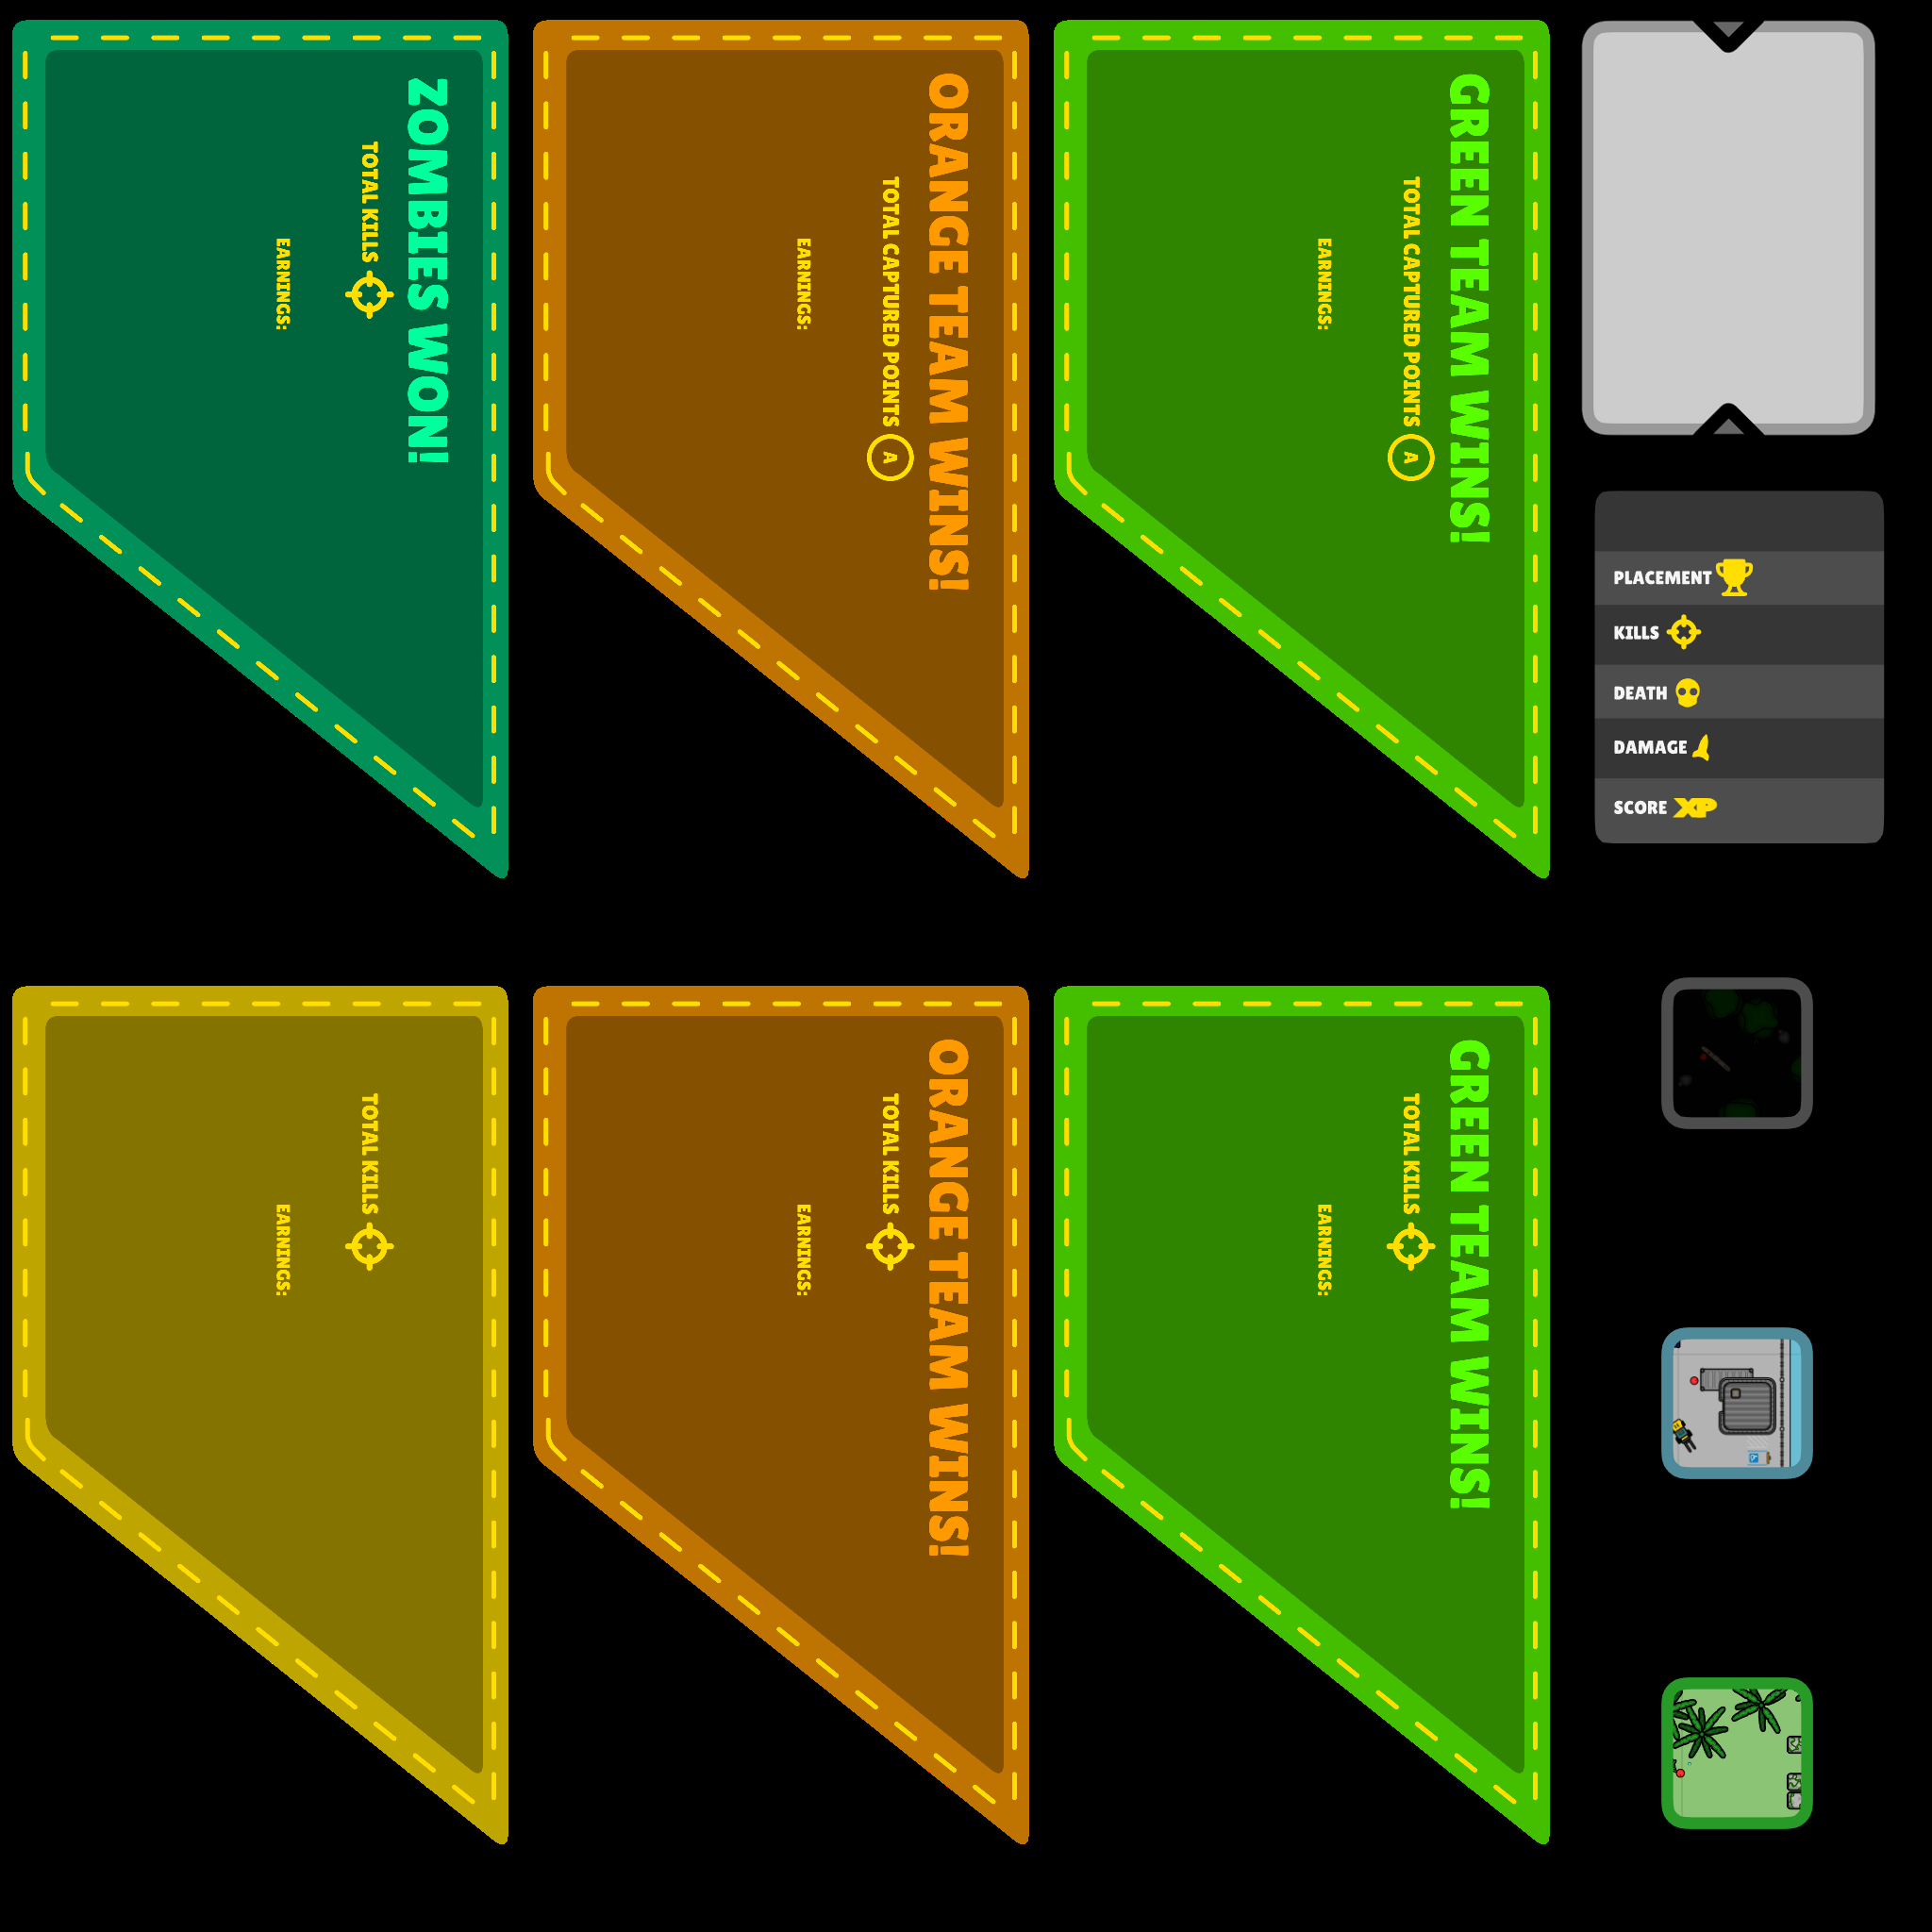 ZOMBIES WON!
TOTAL KILLS
EARNINGS:
ORANGE TEAM WINS!
TOTAL CAPTURED POINTS A
EARNINGS:
GREEN TEAM WINS!
TOTAL CAPTURED POINTS A
EARNINGS:
PLACEMENT
KILLS
DEATH
DAMAGE
SCORE XP
TOTAL KILLS
EARNINGS:
ORANGE TEAM WINS!
TOTAL KILLS
EARNINGS:
GREEN TEAM WINS!
TOTAL KILLS
EARNINGS: